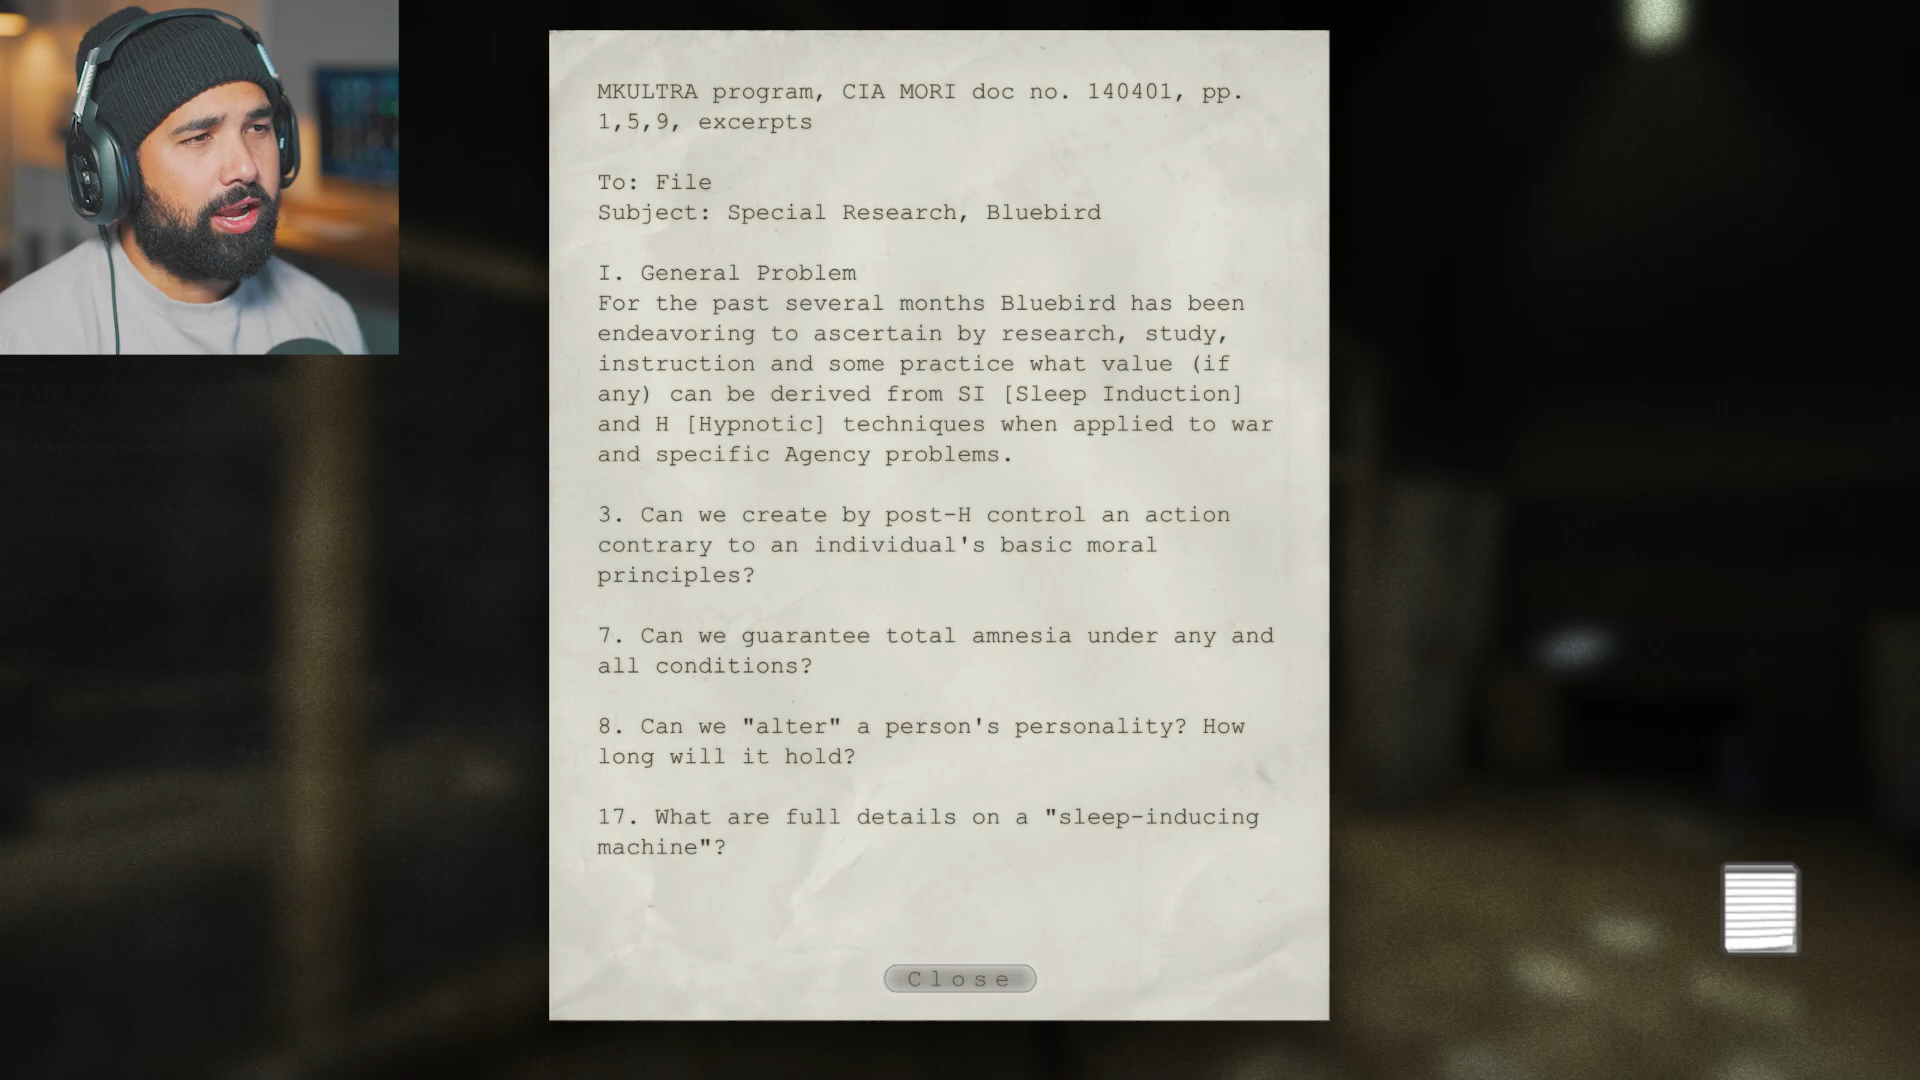 MKULTRA program, CIA MORI doc no. 140401, pp.
1,5,9, excerpts
To: File
Subject: Special Research, Bluebird
I. General Problem
For the past several months Bluebird has been
endeavoring to ascertain by research, study,
instruction and some practice what value (if
any) can be derived from SI [Sleep Induction]
and H [Hypnotic] techniques when applied to war
and specific Agency problems.
3. Can we create by post-H control an action
contrary to an individual's basic moral
principles?
7. Can we guarantee total amnesia under any and
all conditions?
8. Can we "alter" a person's personality? How
long will it hold?
17. What are full details on a "sleep-inducing
machine"?
Close